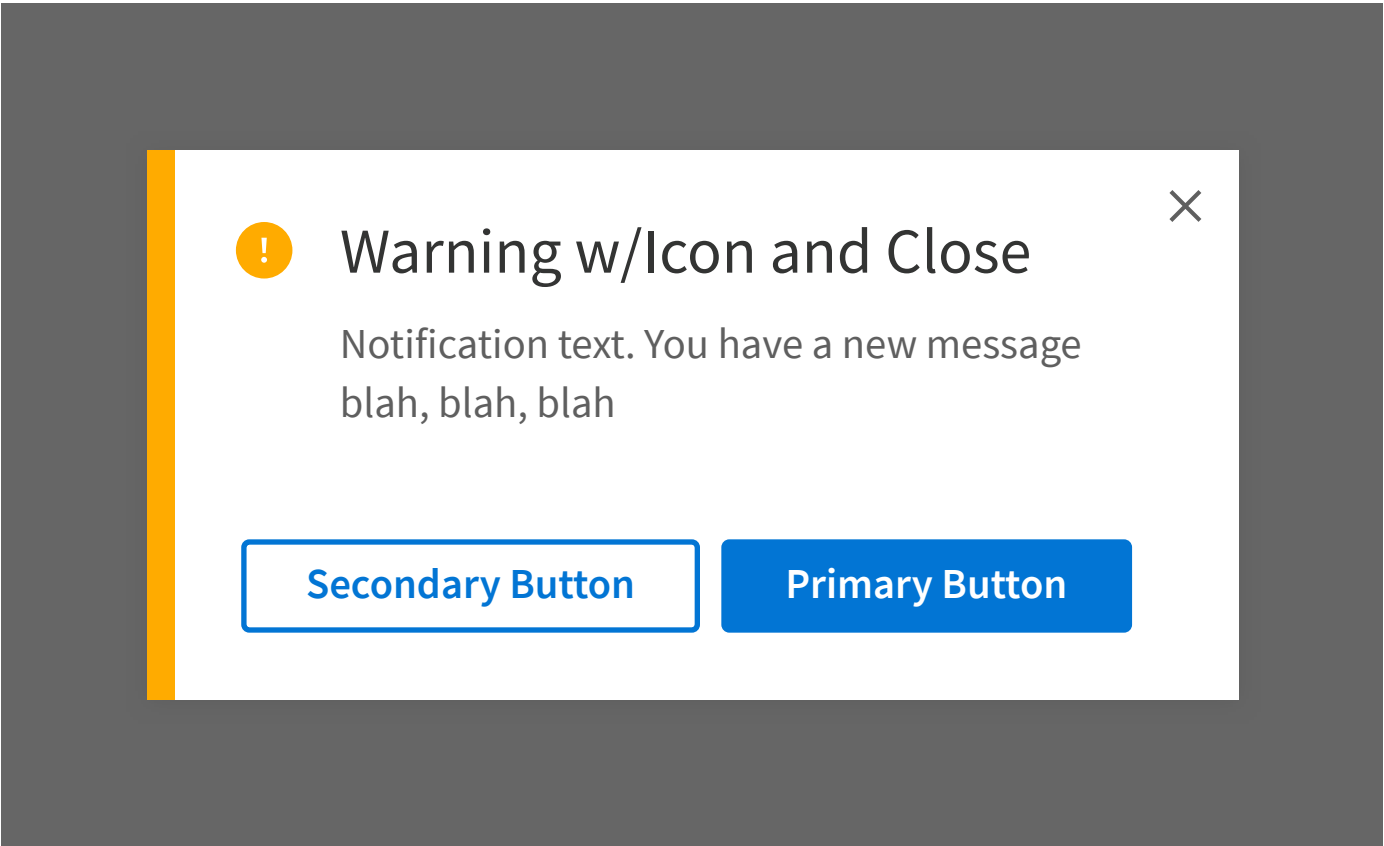 Warning w/Icon and Close
Notification text. You have a new message
blah, blah, blah
Secondary Button
Primary Button